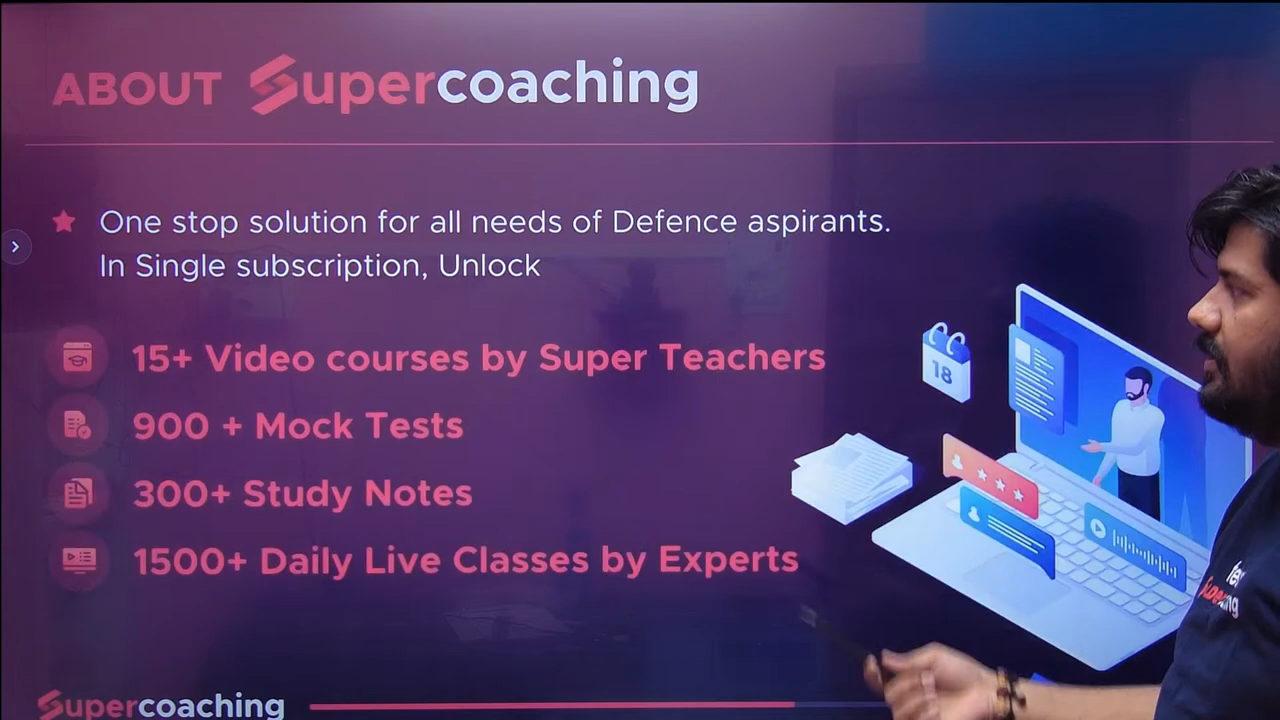 ABOUT Supercoaching
One stop solution for all needs of Defence aspirants.
In Single subscription, Unlock
15+ Video courses by Super Teachers
900 + Mock Tests
300+ Study Notes
1500+ Daily Live Classes by Experts
18
Supercoaching